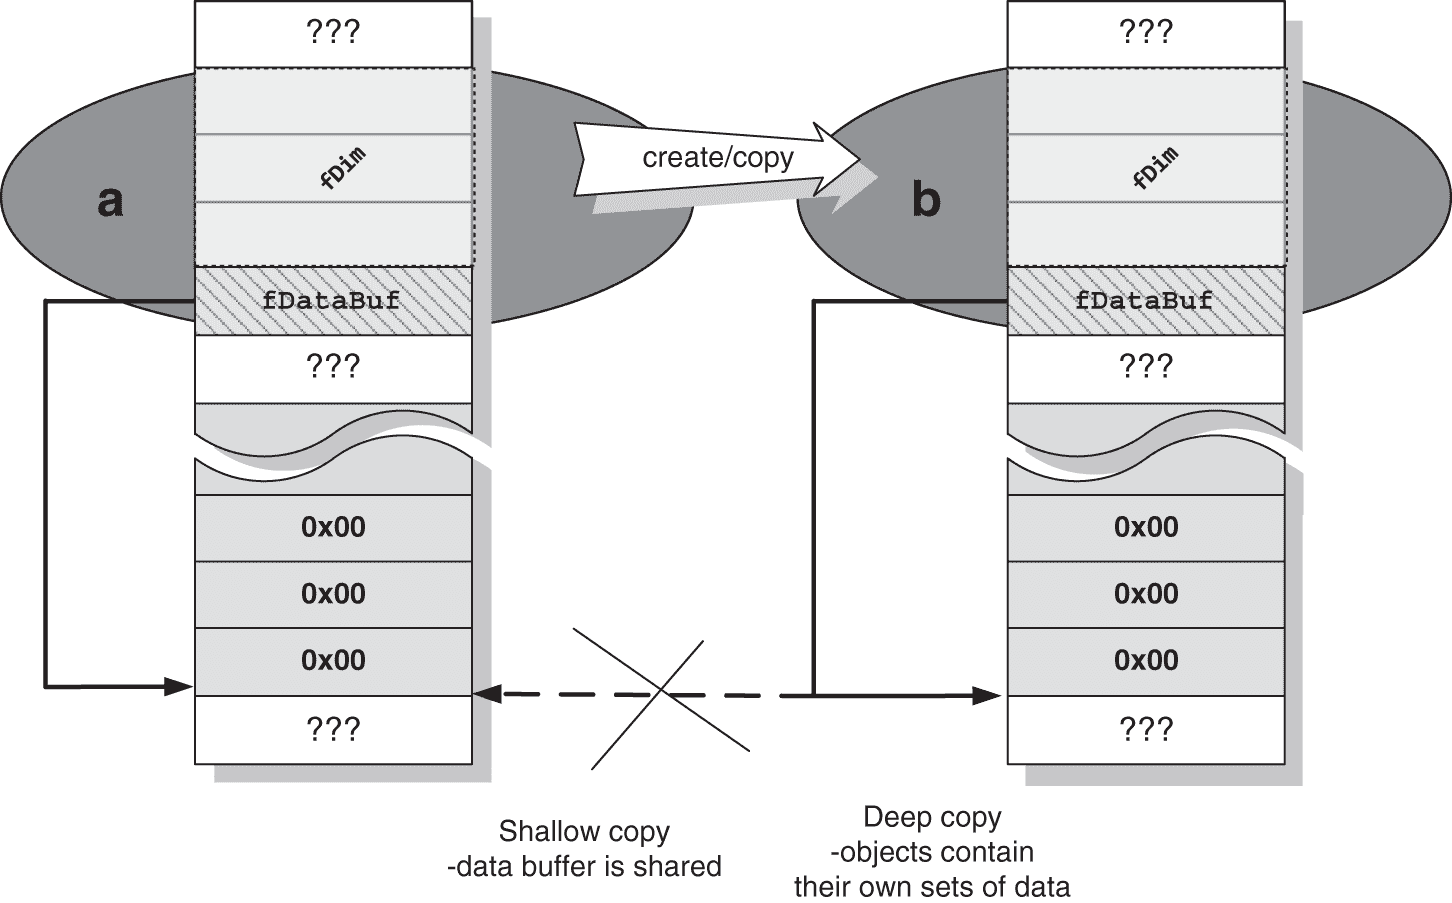 ???
fDim
a
fDataBuf
???
0x00
0x00
0x00
???
create/copy
???
fDim
b
fDataBuf
???
0x00
0x00
0x00
???
Shallow copy
-data buffer is shared
Deep copy
-objects contain
their own sets of data